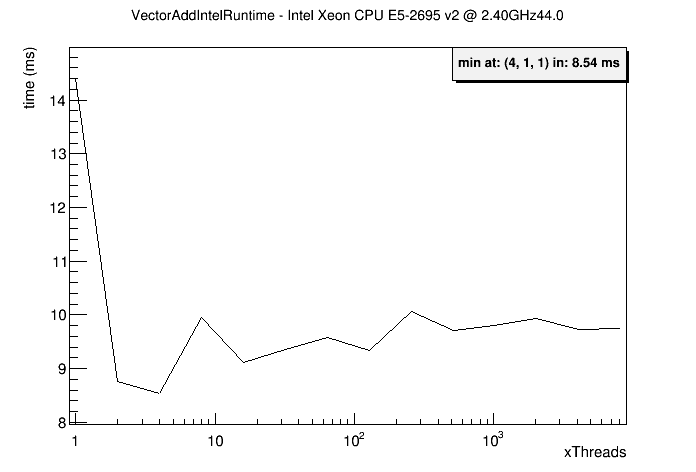 VectorAddIntelRuntime - Intel Xeon CPU E5-2695 v2 @ 2.40GHz44.0
time (ms)
min at: (4, 1, 1) in: 8.54 ms
14
13
12
11
10
9
8
1 10 10² 10³
xThreads